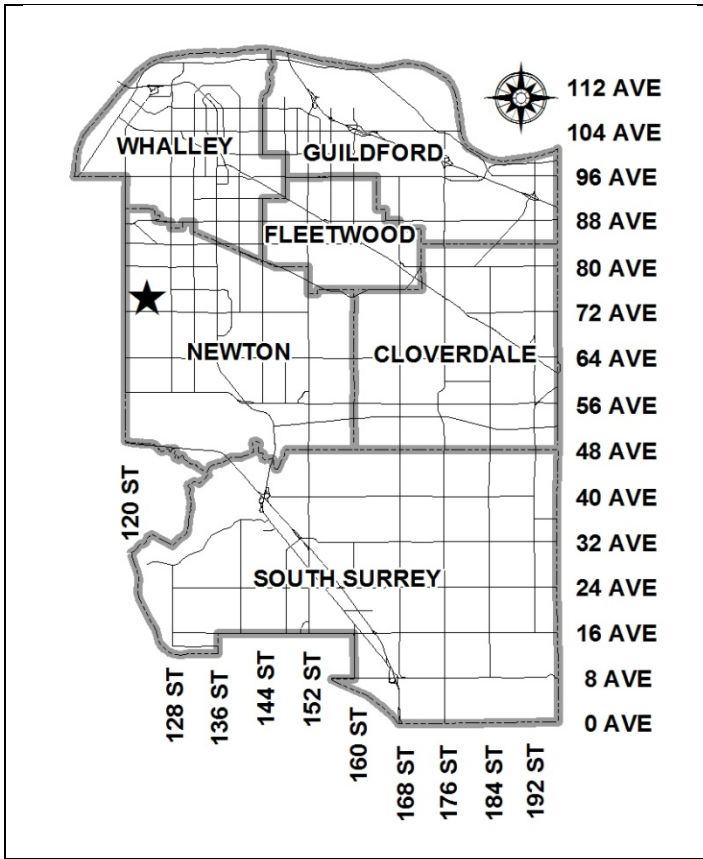 112 AVE
104 AVE
WHALLEY
GUILDFORD
96 AVE
88 AVE
FLEETWOOD
80 AVE
72 AVE
NEWTON
CLOVERDALE
64 AVE
56 AVE
48 AVE
120 ST
40 AVE
32 AVE
SOUTH SURREY
24 AVE
16 AVE
8 AVE
0 AVE
128 ST
136 ST
144 ST
152 ST
160 ST
168 ST
176 ST
184 ST
192 ST